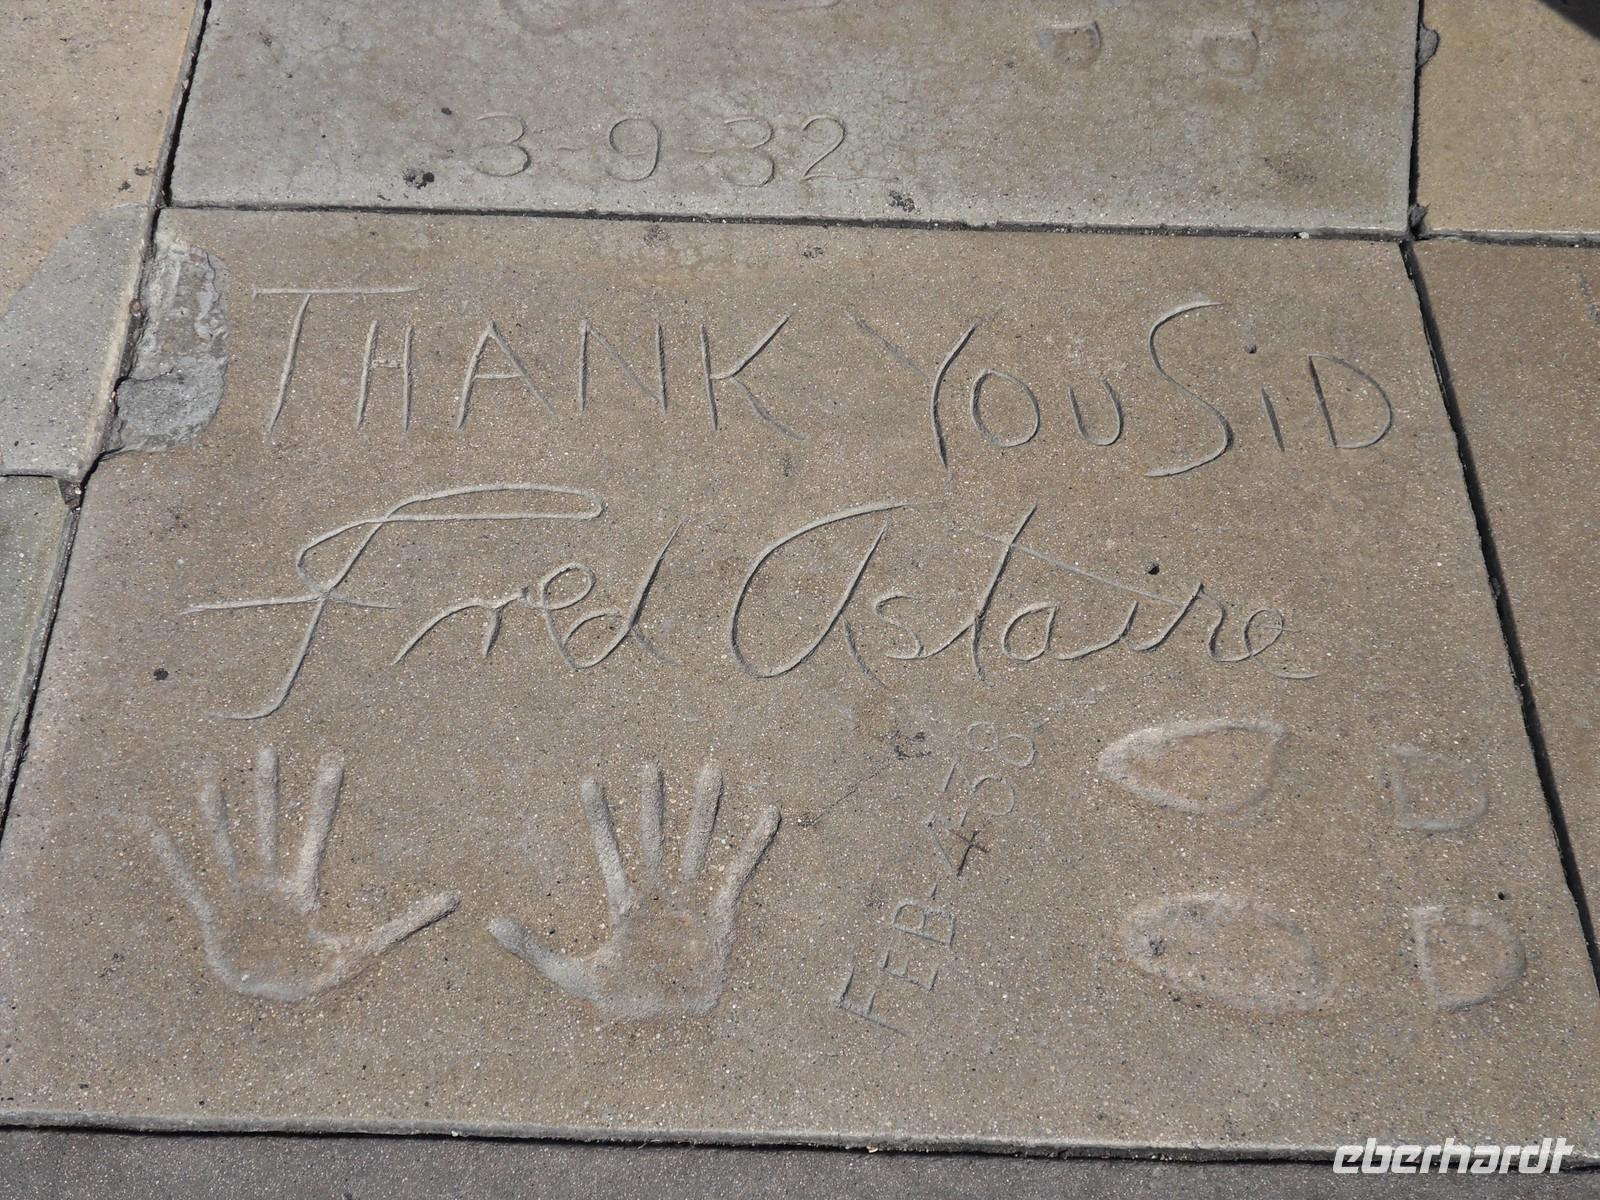 3-9-32
THANK YOU SiD
Fred Astaire
FEB-4-58
eberhardt